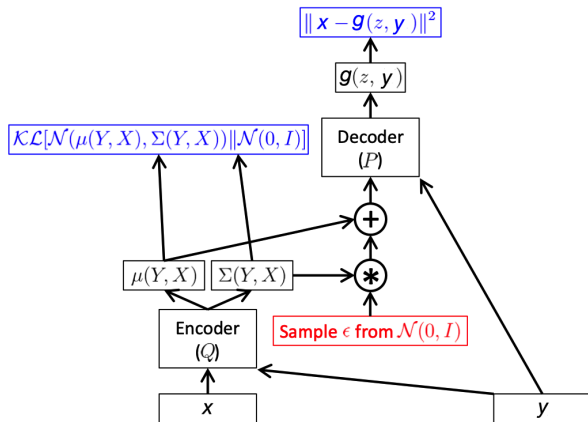 ‖ x − g(z, y)‖²
g(z, y)
𝒦ℒ[𝒩(μ(Y, X), Σ(Y, X))‖𝒩(0, I)]
Decoder
(P)
+
μ(Y, X)
Σ(Y, X)
*
Encoder
(Q)
Sample ϵ from 𝒩(0, I)
x
y